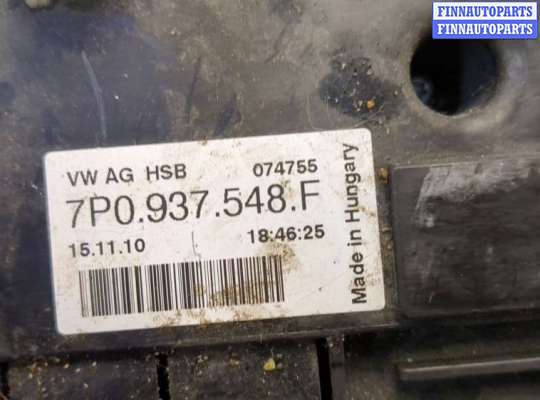 FINNAUTOPARTS
FINNAUTOPARTS
VW AG HSB 074755
7P0.937.548.F
15.11.10 18:46:25
Made in Hungary